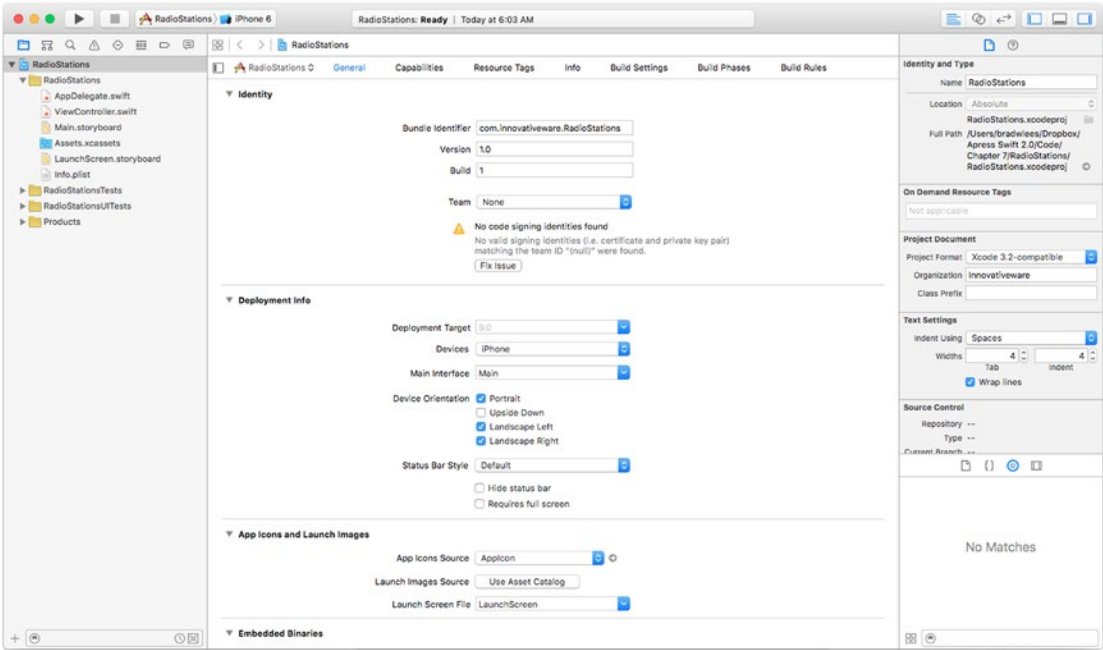 RadioStations
iPhone 6
RadioStations: Ready | Today at 6:03 AM
RadioStations
RadioStations
RadioStations
AppDelegate.swift
ViewController.swift
Main.storyboard
Assets.xcassets
LaunchScreen.storyboard
Info.plist
RadioStationsTests
RadioStationsUITests
Products
RadioStations
General
Capabilities
Resource Tags
Info
Build Settings
Build Phases
Build Rules
Identity
Bundle Identifier com.innovativeware.RadioStations
Version 1.0
Build 1
Team None
No code signing identities found
No valid signing identities (i.e. certificate and private key pair)
matching the team ID "(null)" were found.
Fix Issue
Deployment Info
Deployment Target 9.0
Devices iPhone
Main Interface Main
Device Orientation Portrait
Upside Down
Landscape Left
Landscape Right
Status Bar Style Default
Hide status bar
Requires full screen
App Icons and Launch Images
App Icons Source AppIcon
Launch Images Source Use Asset Catalog
Launch Screen File LaunchScreen
Embedded Binaries
Identity and Type
Name RadioStations
Location Absolute
RadioStations.xcodeproj
Full Path /Users/bradwlees/Dropbox/
Apress Swift 2.0/Code/
Chapter 7/RadioStations/
RadioStations.xcodeproj
On Demand Resource Tags
Not applicable
Project Document
Project Format Xcode 3.2-compatible
Organization Innovativeware
Class Prefix
Text Settings
Indent Using Spaces
Widths 4 4
Tab Indent
Wrap lines
Source Control
Repository --
Type --
Current Branch --
No Matches